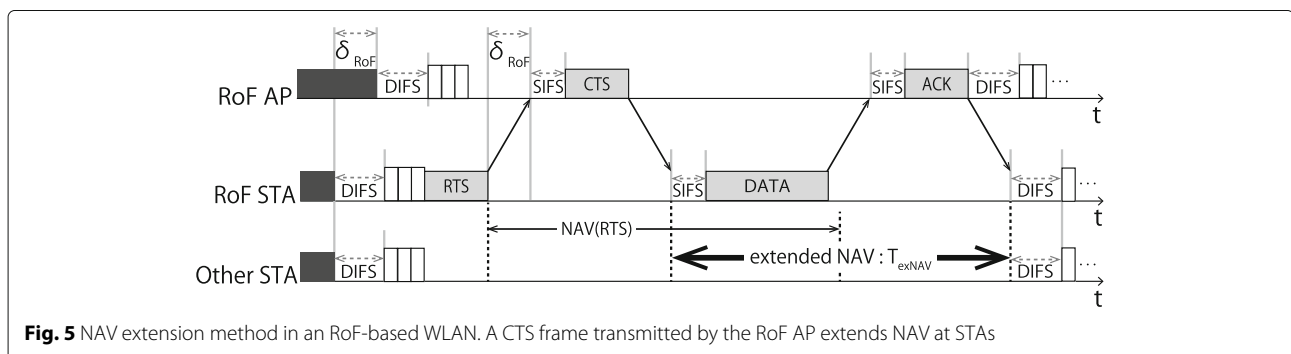 δ RoF
δ RoF
DIFS
SIFS
CTS
SIFS
ACK
DIFS
...
RoF AP
t
DIFS
RTS
SIFS
DATA
DIFS
...
RoF STA
t
NAV(RTS)
extended NAV : T exNAV
DIFS
DIFS
...
Other STA
t
Fig. 5 NAV extension method in an RoF-based WLAN. A CTS frame transmitted by the RoF AP extends NAV at STAs